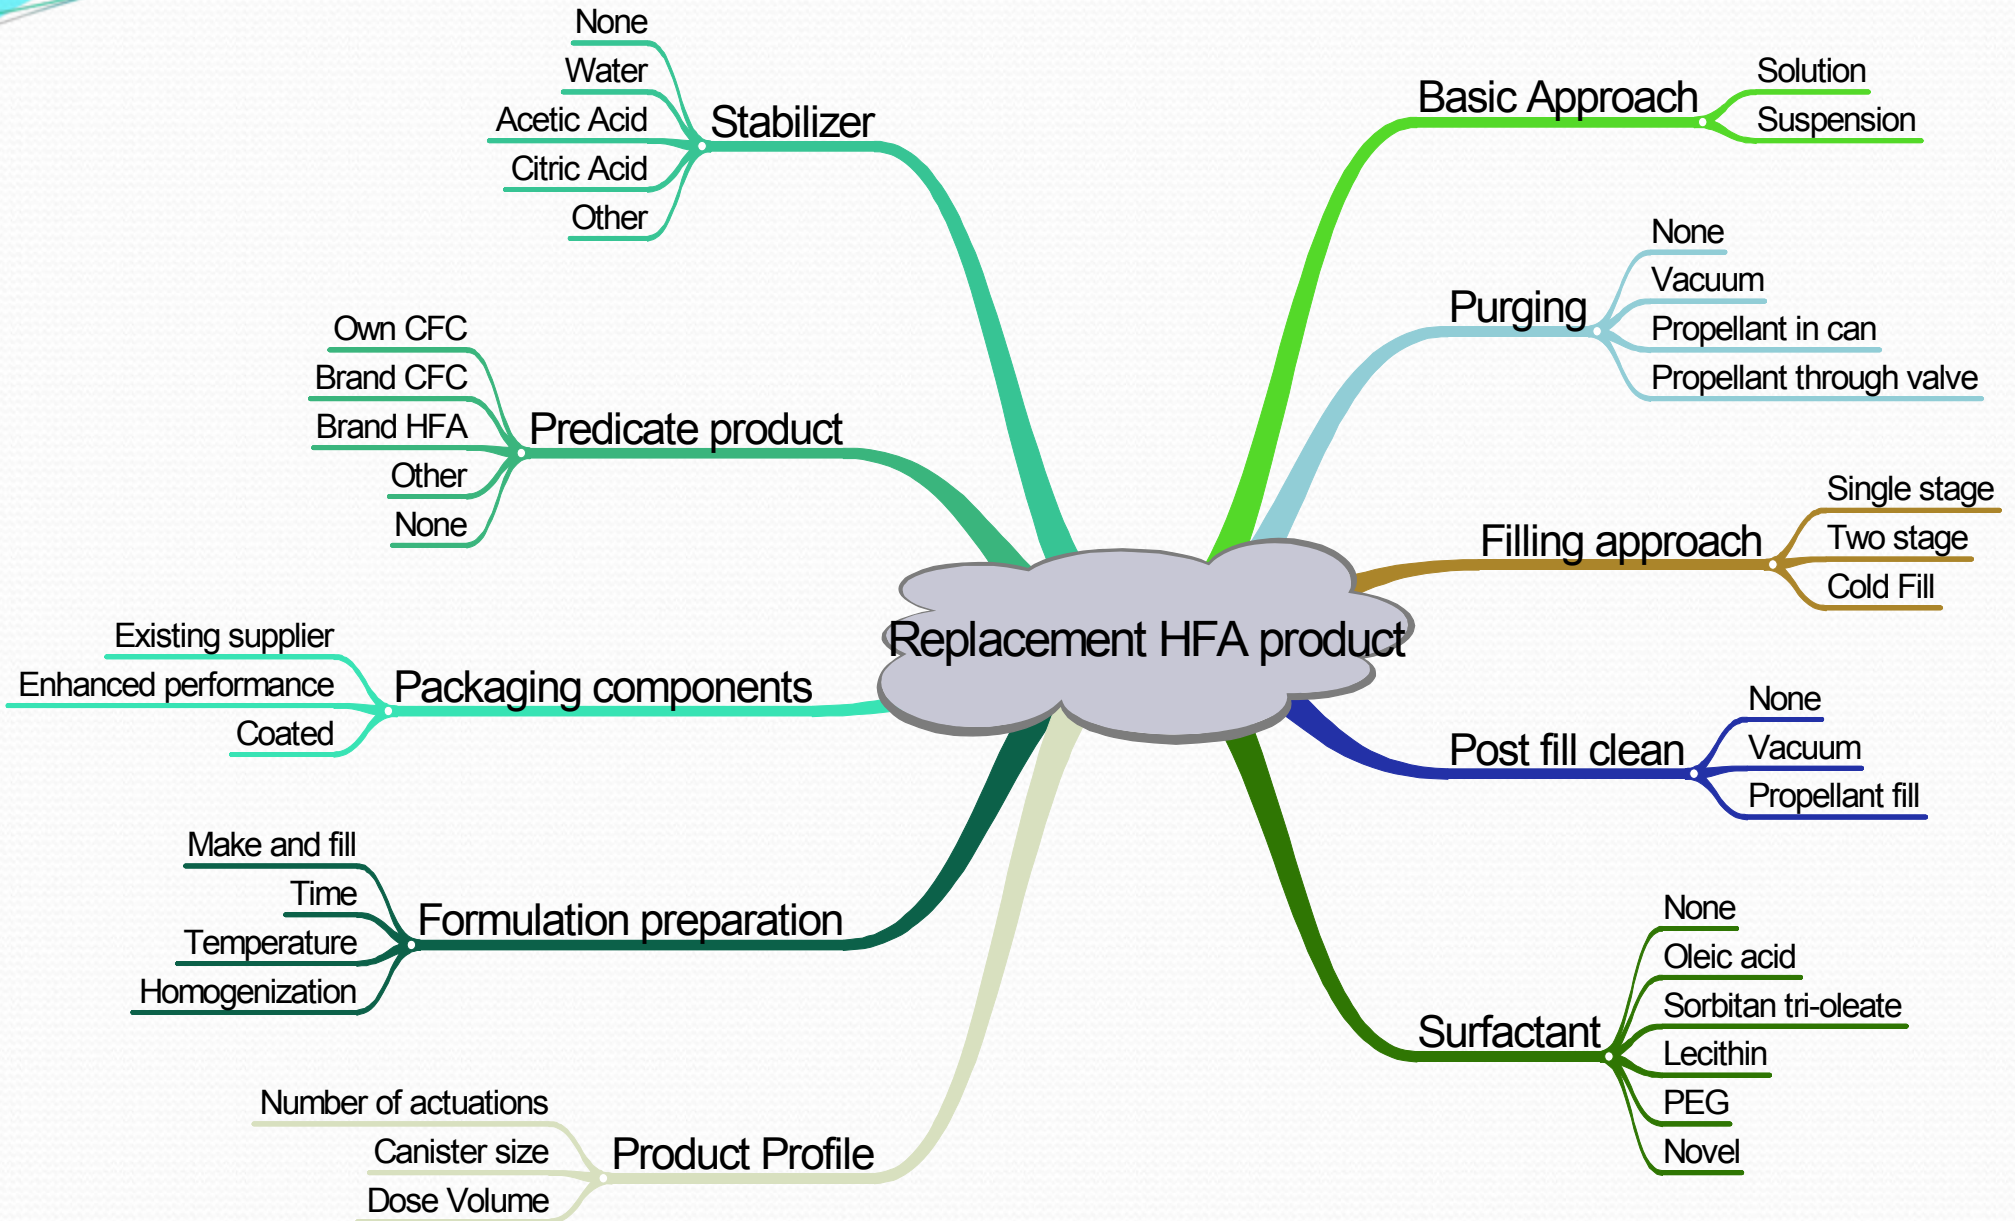 None
Water
Acetic Acid
Citric Acid
Other
Stabilizer
Own CFC
Brand CFC
Brand HFA
Other
None
Predicate product
Existing supplier
Enhanced performance
Coated
Packaging components
Make and fill
Time
Temperature
Homogenization
Formulation preparation
Number of actuations
Canister size
Dose Volume
Product Profile
Replacement HFA product
Basic Approach
Solution
Suspension
Purging
None
Vacuum
Propellant in can
Propellant through valve
Filling approach
Single stage
Two stage
Cold Fill
Post fill clean
None
Vacuum
Propellant fill
Surfactant
None
Oleic acid
Sorbitan tri-oleate
Lecithin
PEG
Novel